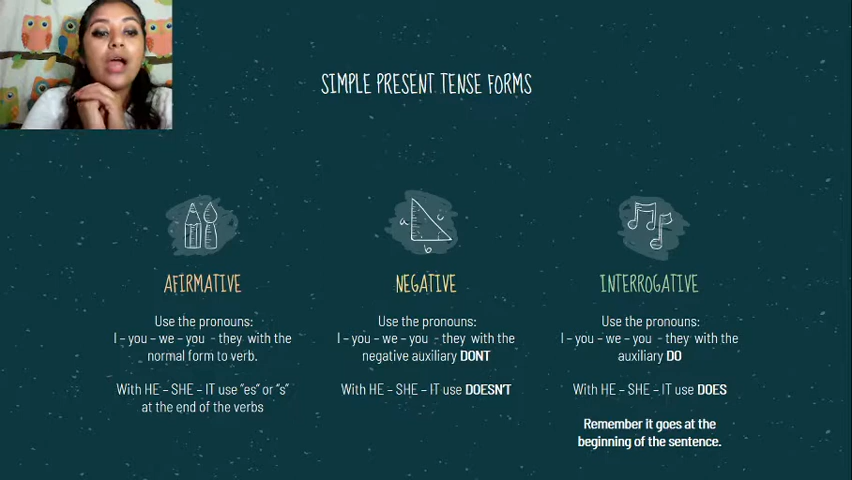 SIMPLE PRESENT TENSE FORMS
AFIRMATIVE
Use the pronouns:
I – you – we – you - they with the
normal form to verb.
With HE – SHE – IT use "es" or "s"
at the end of the verbs
a
c
b
NEGATIVE
Use the pronouns:
I – you – we – you - they with the
negative auxiliary DONT
With HE – SHE – IT use DOESN'T
INTERROGATIVE
Use the pronouns:
I – you – we – you - they with the
auxiliary DO
With HE – SHE – IT use DOES
Remember it goes at the
beginning of the sentence.